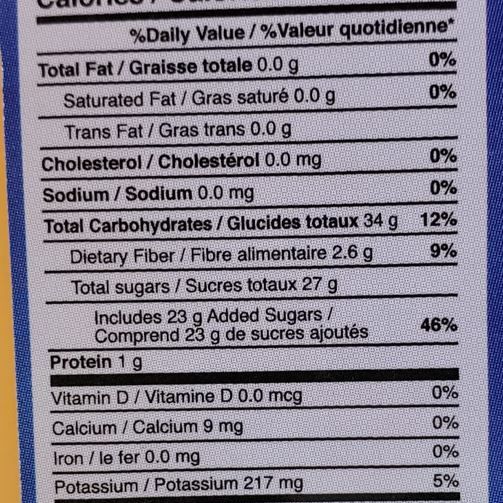 %Daily Value / %Valeur quotidienne*
Total Fat / Graisse totale 0.0 g 0%
Saturated Fat / Gras saturé 0.0 g 0%
Trans Fat / Gras trans 0.0 g
Cholesterol / Cholestérol 0.0 mg 0%
Sodium / Sodium 0.0 mg 0%
Total Carbohydrates / Glucides totaux 34 g 12%
Dietary Fiber / Fibre alimentaire 2.6 g 9%
Total sugars / Sucres totaux 27 g
Includes 23 g Added Sugars /
Comprend 23 g de sucres ajoutés 46%
Protein 1 g
Vitamin D / Vitamine D 0.0 mcg 0%
Calcium / Calcium 9 mg 0%
Iron / le fer 0.0 mg 0%
Potassium / Potassium 217 mg 5%